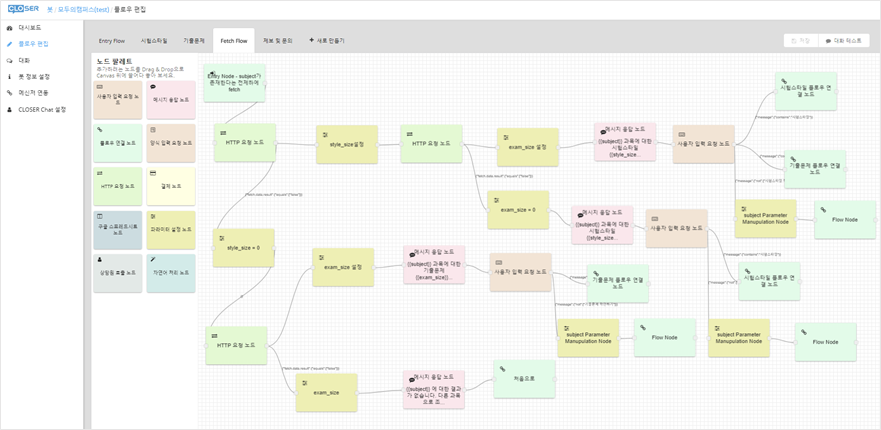 CLOSER
봇 / 모두의캠퍼스(test) / 플로우 편집
대시보드
플로우 편집
대화
봇 정보 설정
메신저 연동
CLOSER Chat 설정
Entry Flow
시험스타일
기출문제
Fetch Flow
제보 및 문의
+ 새로 만들기
저장
대화 테스트
노드 팔레트
추가하려는 노드를 Drag & Drop으로
Canvas 위에 끌어다 놓아 보세요.
사용자 입력 요청 노드
메시지 응답 노드
플로우 연결 노드
양식 입력 요청 노드
HTTP 요청 노드
결제 노드
구글 스프레드시트
노드
파라미터 설정 노드
상담원 호출 노드
자연어 처리 노드
Entry Node - subject가
존재한다는 전제하에
fetch
HTTP 요청 노드
style_size설정
HTTP 요청 노드
exam_size 설정
메시지 응답 노드
{{subject}} 과목에 대한
시험스타일
{{style_size...
사용자 입력 요청 노드
시험스타일 플로우 연
결 노드
기출문제 플로우 연결
노드
subject Parameter
Manupulation Node
Flow Node
exam_size = 0
메시지 응답 노드
{{subject}} 과목에 대한
시험스타일
{{style_size...
사용자 입력 요청 노드
시험스타일 플로우 연
결 노드
subject Parameter
Manupulation Node
Flow Node
style_size = 0
exam_size 설정
메시지 응답 노드
{{subject}} 과목에 대한
기출문제
{{exam_size}}...
사용자 입력 요청 노드
기출문제 플로우 연결
노드
subject Parameter
Manupulation Node
Flow Node
HTTP 요청 노드
exam_size
메시지 응답 노드
{{subject}} 에 대한 결과
가 없습니다. 다른 과목
으로 조...
처음으로